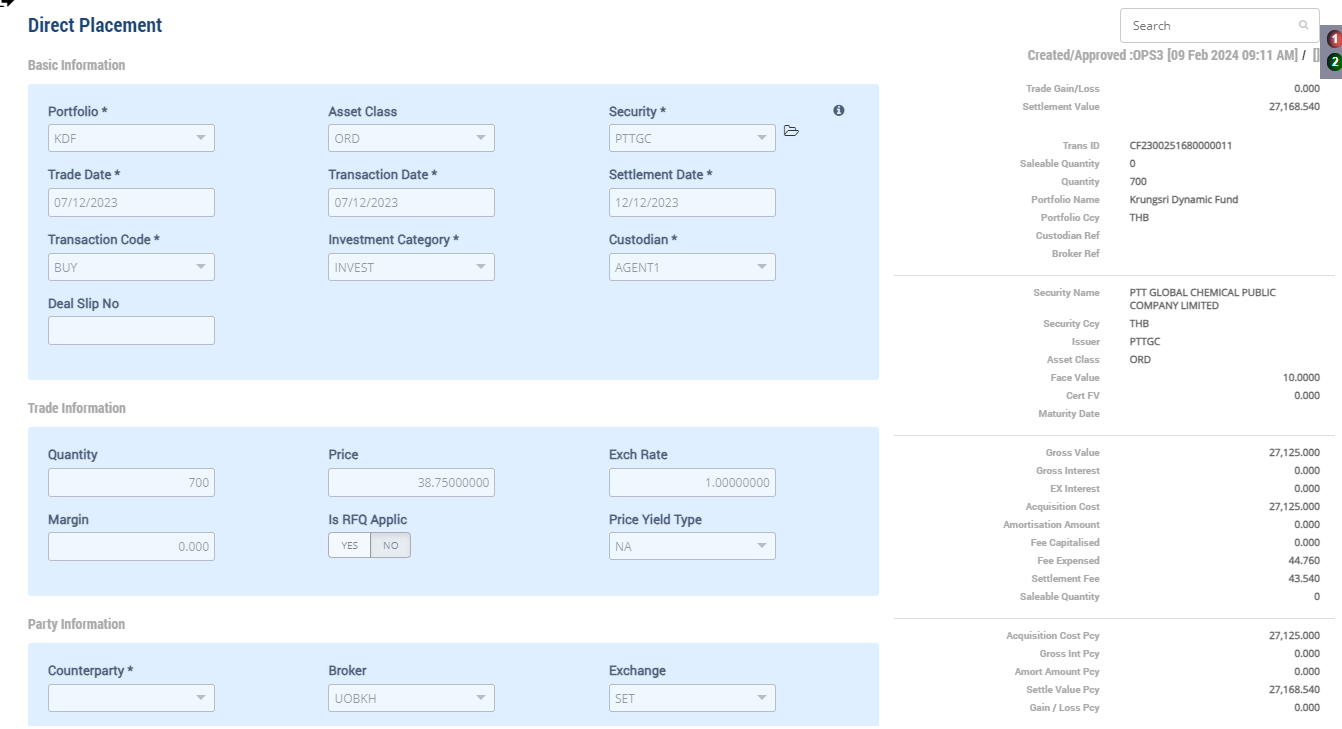 Direct Placement
Search
1
2
Created/Approved :OPS3 [09 Feb 2024 09:11 AM] / []
Basic Information
Portfolio * Asset Class Security *
KDF ORD PTTGC
Trade Date * Transaction Date * Settlement Date *
07/12/2023 07/12/2023 12/12/2023
Transaction Code * Investment Category * Custodian *
BUY INVEST AGENT1
Deal Slip No
Trade Information
Quantity Price Exch Rate
700 38.75000000 1.00000000
Margin Is RFQ Applic Price Yield Type
0.000 YES NO NA
Party Information
Counterparty * Broker Exchange
UOBKH SET
Trade Gain/Loss 0.000
Settlement Value 27,168.540
Trans ID CF2300251680000011
Saleable Quantity 0
Quantity 700
Portfolio Name Krungsri Dynamic Fund
Portfolio Ccy THB
Custodian Ref
Broker Ref
Security Name PTT GLOBAL CHEMICAL PUBLIC
COMPANY LIMITED
Security Ccy THB
Issuer PTTGC
Asset Class ORD
Face Value 10.0000
Cert FV 0.000
Maturity Date
Gross Value 27,125.000
Gross Interest 0.000
EX Interest 0.000
Acquisition Cost 27,125.000
Amortisation Amount 0.000
Fee Capitalised 0.000
Fee Expensed 44.760
Settlement Fee 43.540
Saleable Quantity 0
Acquisition Cost Pcy 27,125.000
Gross Int Pcy 0.000
Amort Amount Pcy 0.000
Settle Value Pcy 27,168.540
Gain / Loss Pcy 0.000